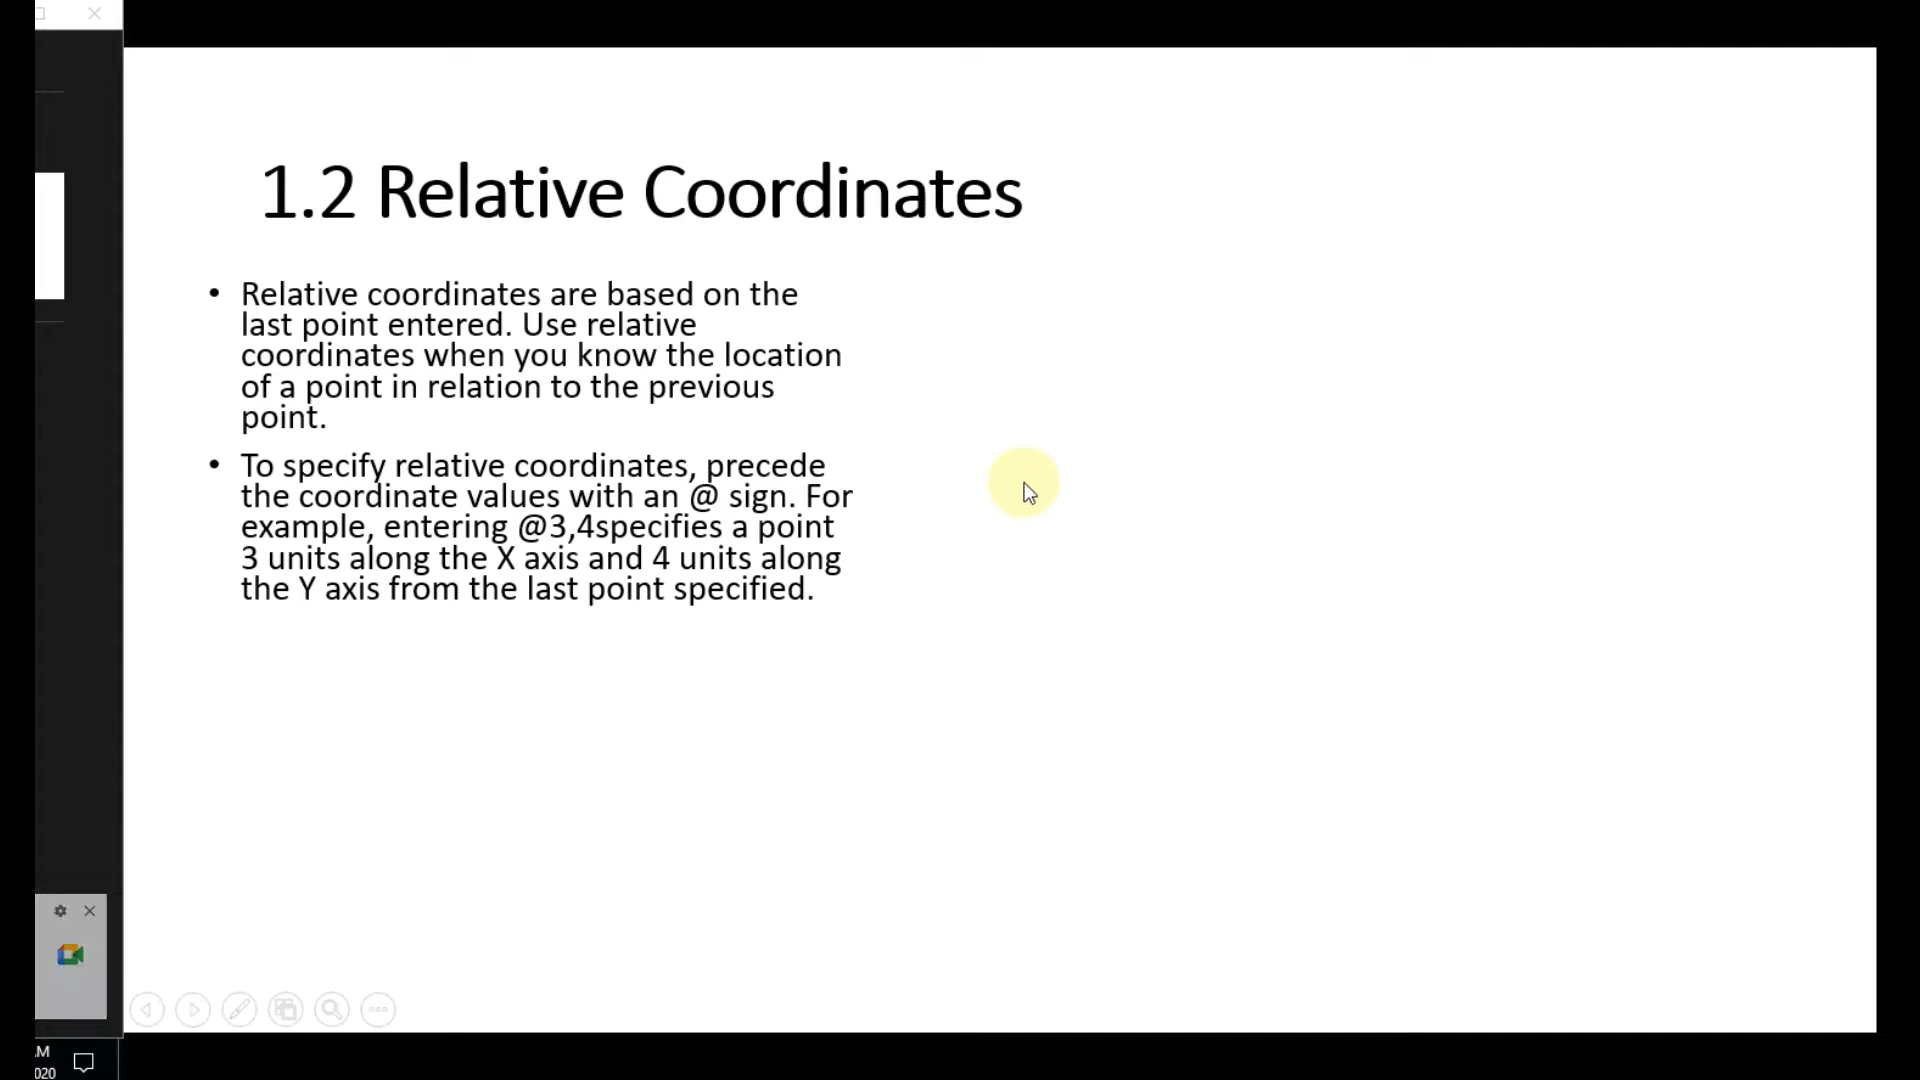 1.2 Relative Coordinates
• Relative coordinates are based on the
last point entered. Use relative
coordinates when you know the location
of a point in relation to the previous
point.
• To specify relative coordinates, precede
the coordinate values with an @ sign. For
example, entering @3,4specifies a point
3 units along the X axis and 4 units along
the Y axis from the last point specified.
AM
020